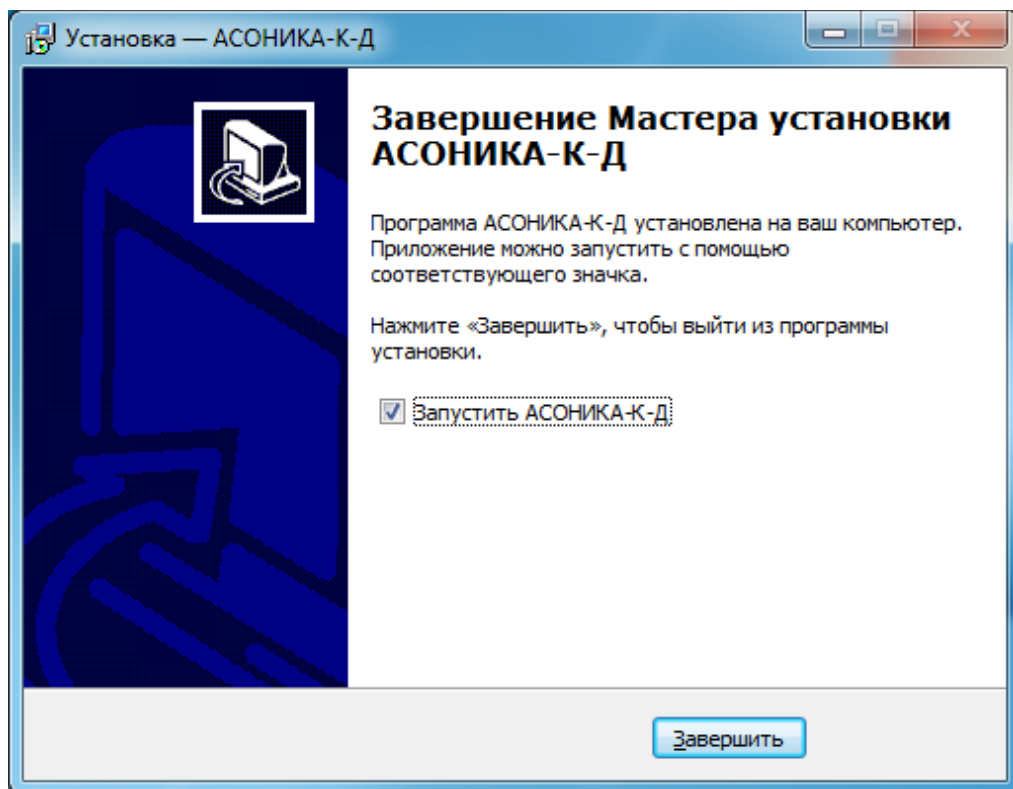 Установка — АСОНИКА-К-Д
Завершение Мастера установки
АСОНИКА-К-Д
Программа АСОНИКА-К-Д установлена на ваш компьютер.
Приложение можно запустить с помощью
соответствующего значка.
Нажмите «Завершить», чтобы выйти из программы
установки.
Запустить АСОНИКА-К-Д
Завершить